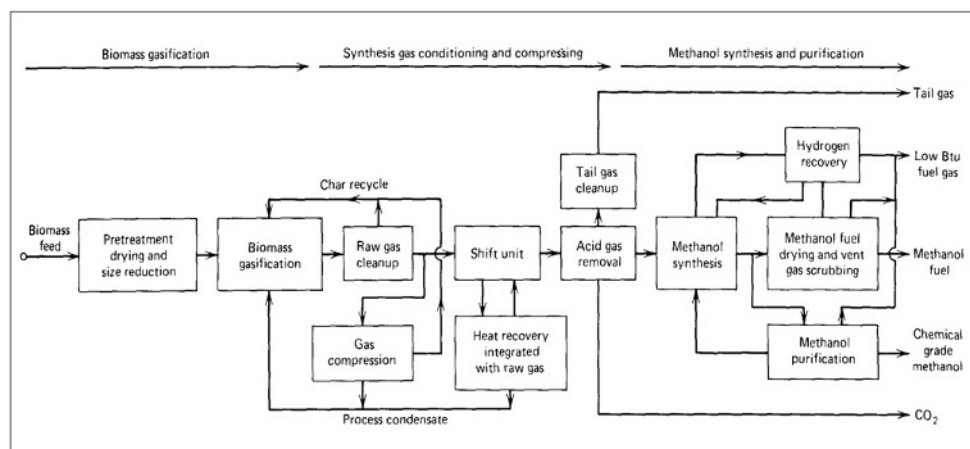 Biomass gasification
Synthesis gas conditioning and compressing
Methanol synthesis and purification
Tail gas
Hydrogen
recovery
Low Btu
fuel gas
Tail gas
cleanup
Char recycle
Biomass
feed
Pretreatment
drying and
size reduction
Biomass
gasification
Raw gas
cleanup
Shift unit
Acid gas
removal
Methanol
synthesis
Methanol fuel
drying and vent
gas scrubbing
Methanol
fuel
Gas
compression
Heat recovery
integrated
with raw gas
Methanol
purification
Chemical
grade
methanol
Process condensate
CO₂